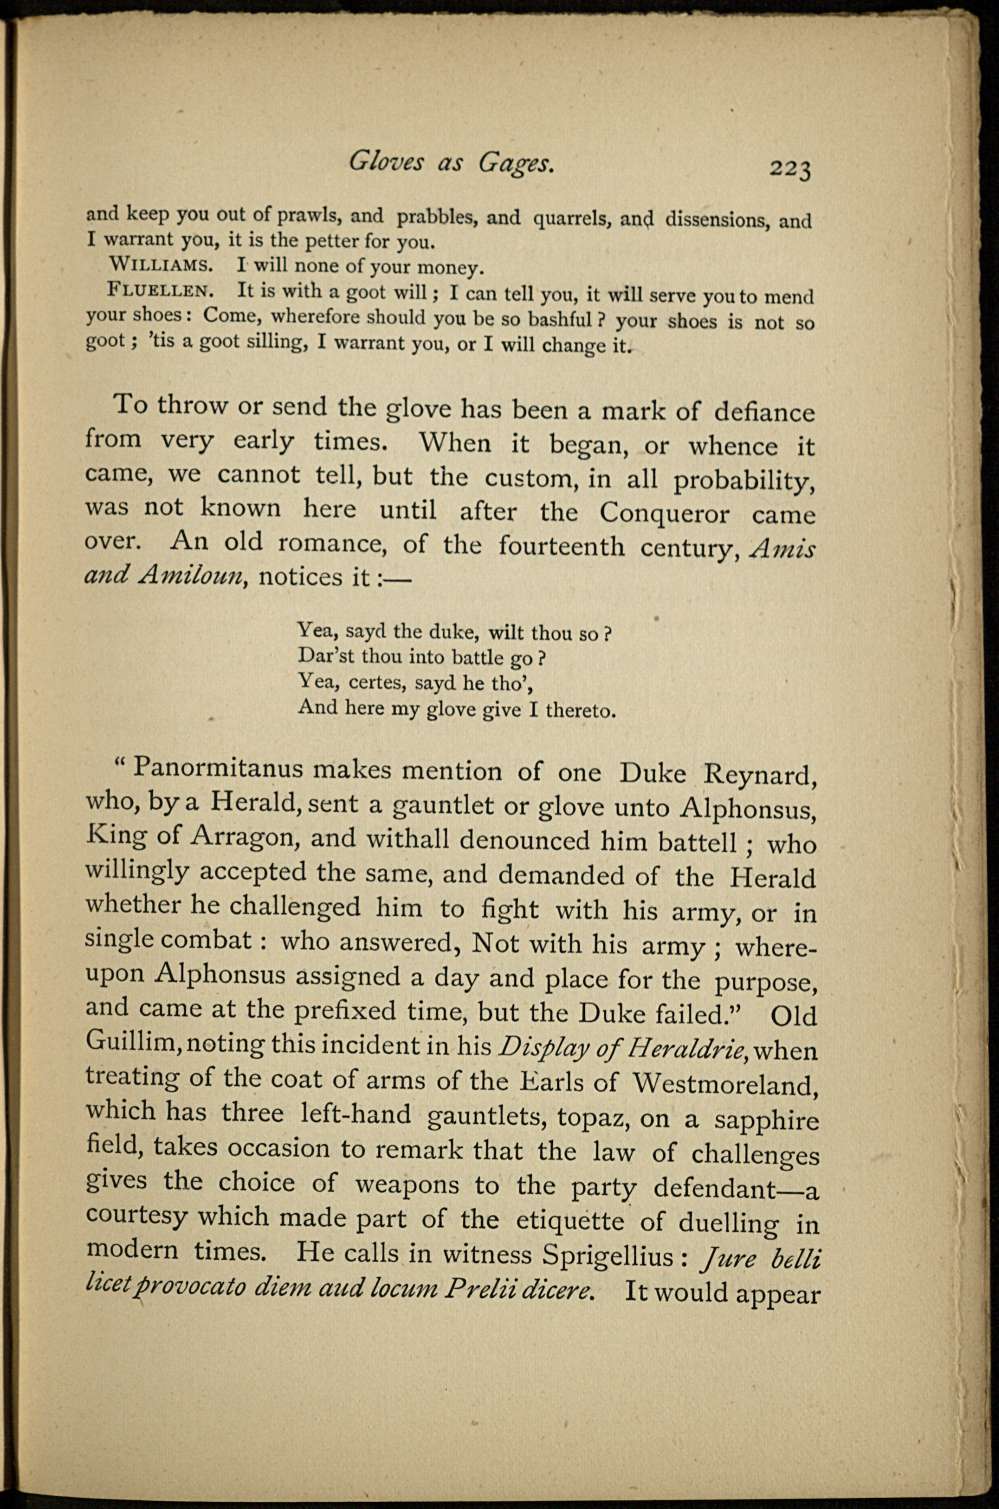 Gloves as Gages. 223
and keep you out of prawls, and prabbles, and quarrels, and dissensions, and
I warrant you, it is the petter for you.
WILLIAMS. I will none of your money.
FLUELLEN. It is with a goot will ; I can tell you, it will serve you to mend
your shoes : Come, wherefore should you be so bashful ? your shoes is not so
goot ; 'tis a goot silling, I warrant you, or I will change it.
To throw or send the glove has been a mark of defiance
from very early times. When it began, or whence it
came, we cannot tell, but the custom, in all probability,
was not known here until after the Conqueror came
over. An old romance, of the fourteenth century, Amis
and Amiloun, notices it :—
Yea, sayd the duke, wilt thou so ?
Dar'st thou into battle go ?
Yea, certes, sayd he tho',
And here my glove give I thereto.
“ Panormitanus makes mention of one Duke Reynard,
who, by a Herald, sent a gauntlet or glove unto Alphonsus,
King of Arragon, and withall denounced him battell ; who
willingly accepted the same, and demanded of the Herald
whether he challenged him to fight with his army, or in
single combat : who answered, Not with his army ; where-
upon Alphonsus assigned a day and place for the purpose,
and came at the prefixed time, but the Duke failed.” Old
Guillim, noting this incident in his Display of Heraldrie, when
treating of the coat of arms of the Earls of Westmoreland,
which has three left-hand gauntlets, topaz, on a sapphire
field, takes occasion to remark that the law of challenges
gives the choice of weapons to the party defendant—a
courtesy which made part of the etiquette of duelling in
modern times. He calls in witness Sprigellius : Jure belli
licet provocato diem aud locum Prelii dicere. It would appear